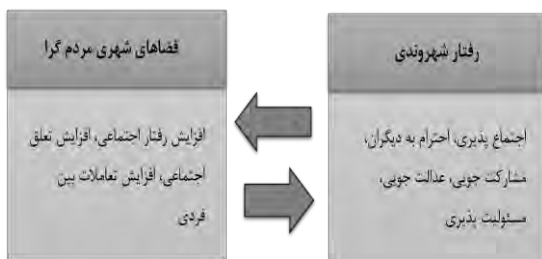 رفتار شهروندی
اجتماع پذیری، احترام به دیگران،
مشارکت جویی، عدالت جویی،
مسئولیت پذیری
فضاهای شهری مردم گرا
افزایش رفتار اجتماعی، افزایش تعلق
اجتماعی، افزایش تعاملات بین
فردی